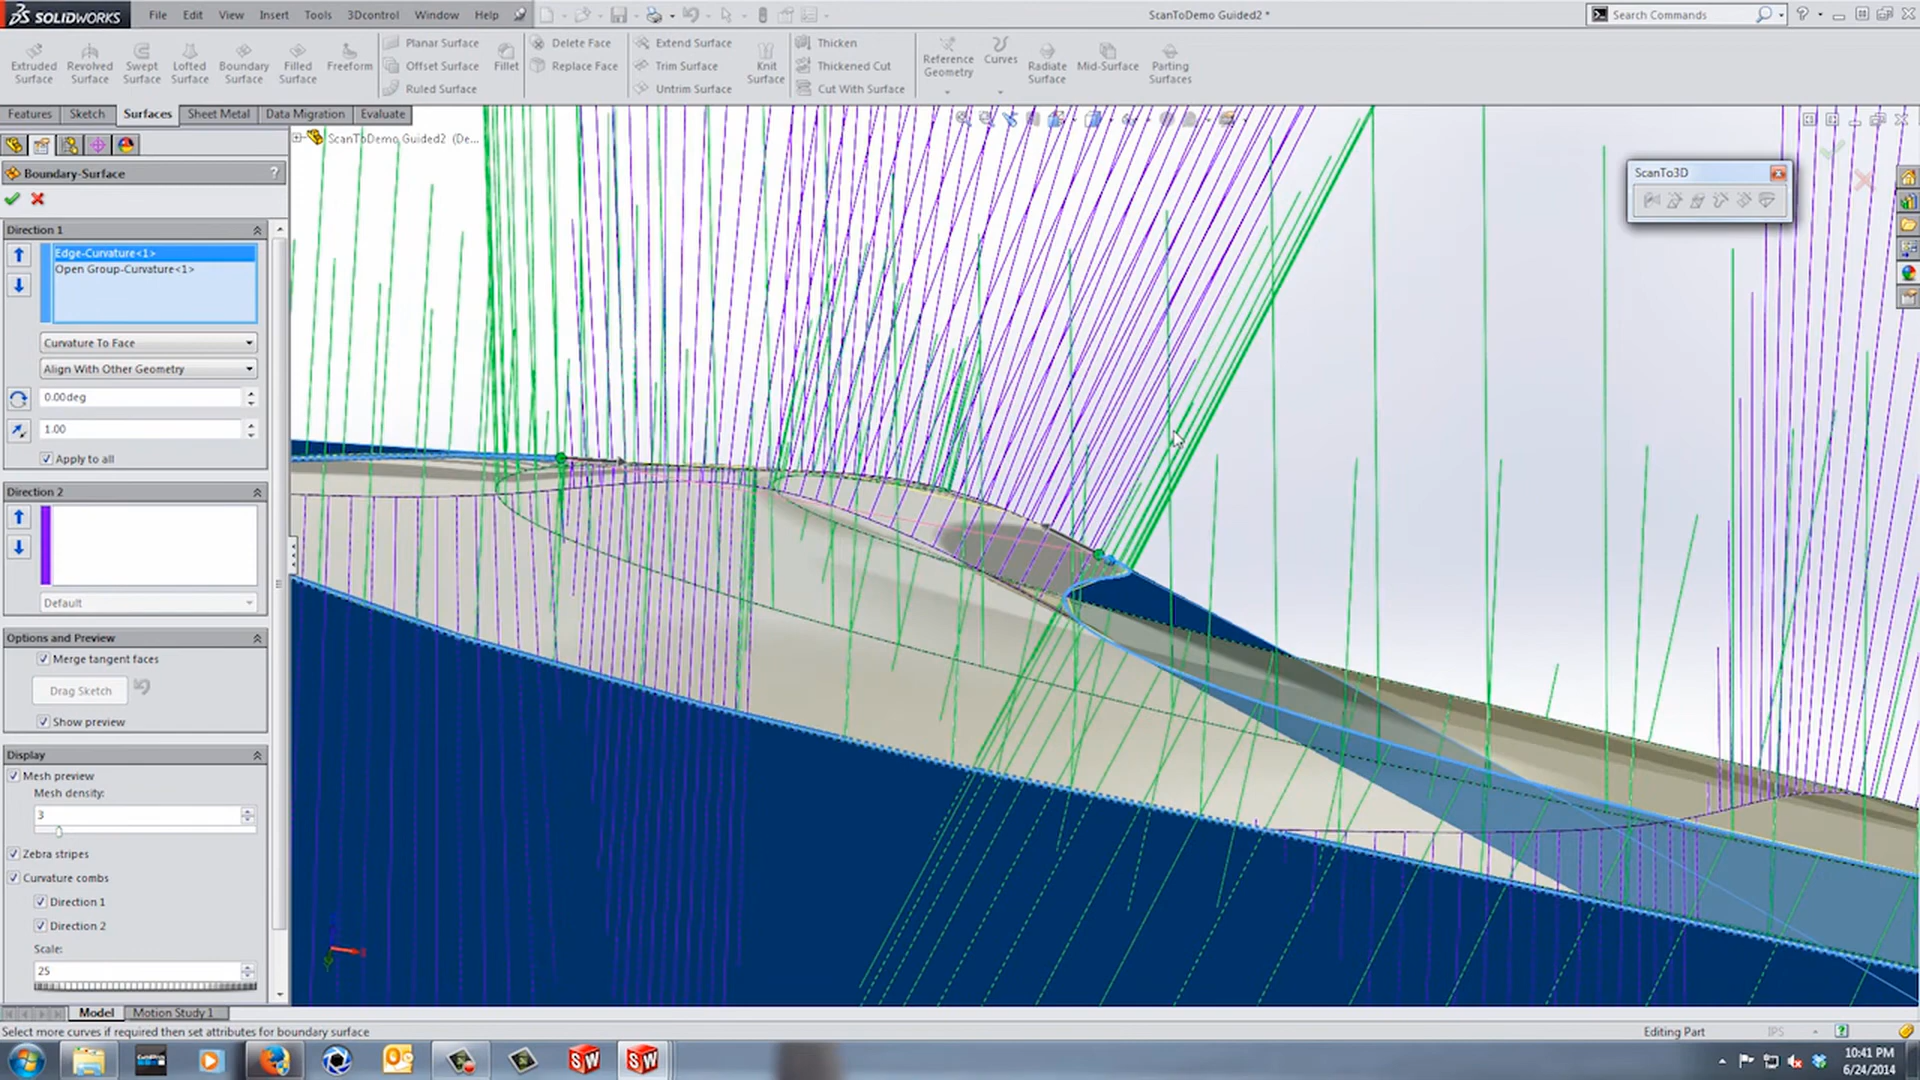 SOLIDWORKS File Edit View Insert Tools 3Dcontrol Window Help ScanToDemo Guided2 * Search Commands ?
Extruded Surface
Revolved Surface
Swept Surface
Lofted Surface
Boundary Surface
Filled Surface
Freeform
Planar Surface
Offset Surface
Ruled Surface
Fillet
Delete Face
Replace Face
Extend Surface
Trim Surface
Untrim Surface
Knit Surface
Thicken
Thickened Cut
Cut With Surface
Reference Geometry
Curves
Radiate Surface
Mid-Surface
Parting Surfaces
Features Sketch Surfaces Sheet Metal Data Migration Evaluate
ScanToDemo Guided2 (De...
Boundary-Surface ?
Direction 1
Edge-Curvature<1>
Open Group-Curvature<1>
Curvature To Face
Align With Other Geometry
0.00deg
1.00
Apply to all
Direction 2
Default
Options and Preview
Merge tangent faces
Drag Sketch
Show preview
Display
Mesh preview
Mesh density:
3
Zebra stripes
Curvature combs
Direction 1
Direction 2
Scale:
25
ScanTo3D
Model Motion Study 1
Select more curves if required then set attributes for boundary surface Editing Part IPS
10:41 PM
6/24/2014